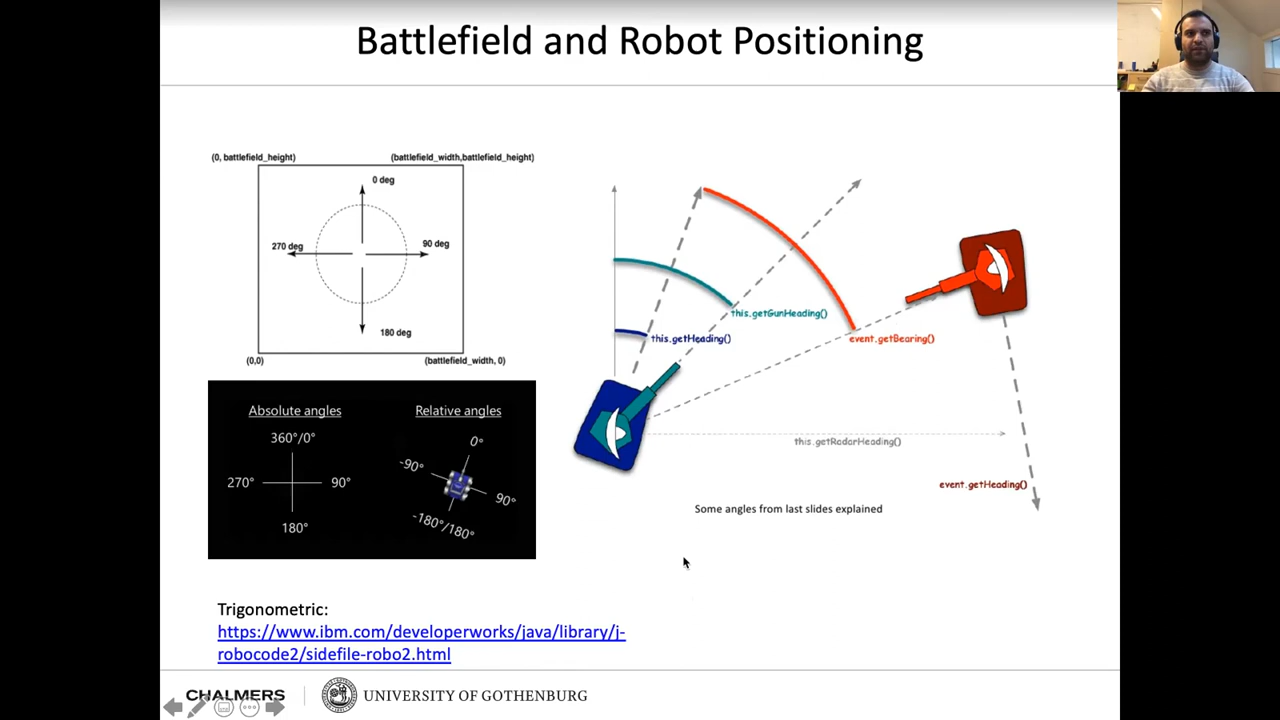 Battlefield and Robot Positioning
(0, battlefield_height)
(battlefield_width,battlefield_height)
0 deg
270 deg
90 deg
180 deg
(0,0)
(battlefield_width, 0)
Absolute angles
360°/0°
270°
90°
180°
Relative angles
0°
-90°
90°
-180°/180°
this.getGunHeading()
this.getHeading()
event.getBearing()
this.getRadarHeading()
event.getHeading()
Some angles from last slides explained
Trigonometric:
https://www.ibm.com/developerworks/java/library/j-
robocode2/sidefile-robo2.html
CHALMERS
UNIVERSITY OF GOTHENBURG